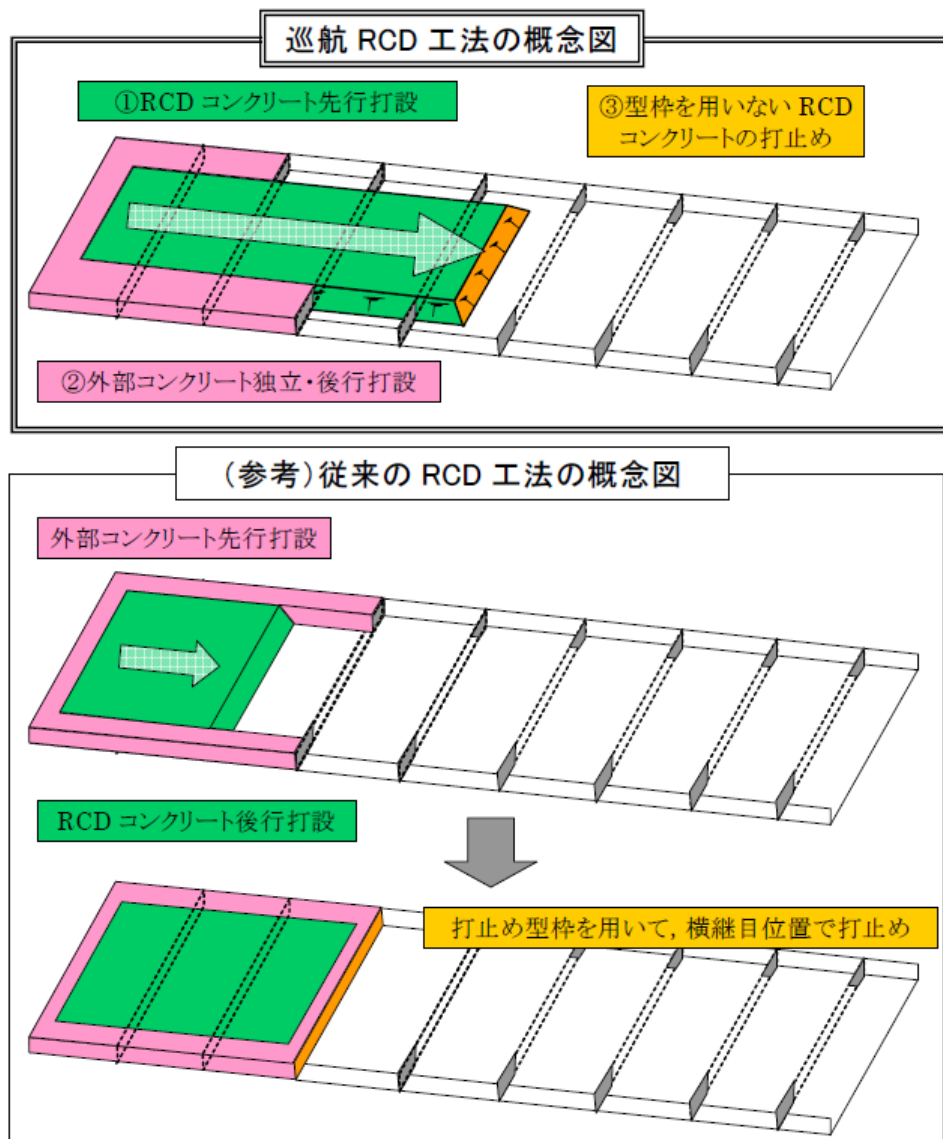 巡航 RCD 工法の概念図
①RCD コンクリート先行打設
③型枠を用いない RCD
コンクリートの打止め
②外部コンクリート独立・後行打設
(参考)従来の RCD 工法の概念図
外部コンクリート先行打設
RCD コンクリート後行打設
打止め型枠を用いて, 横継目位置で打止め